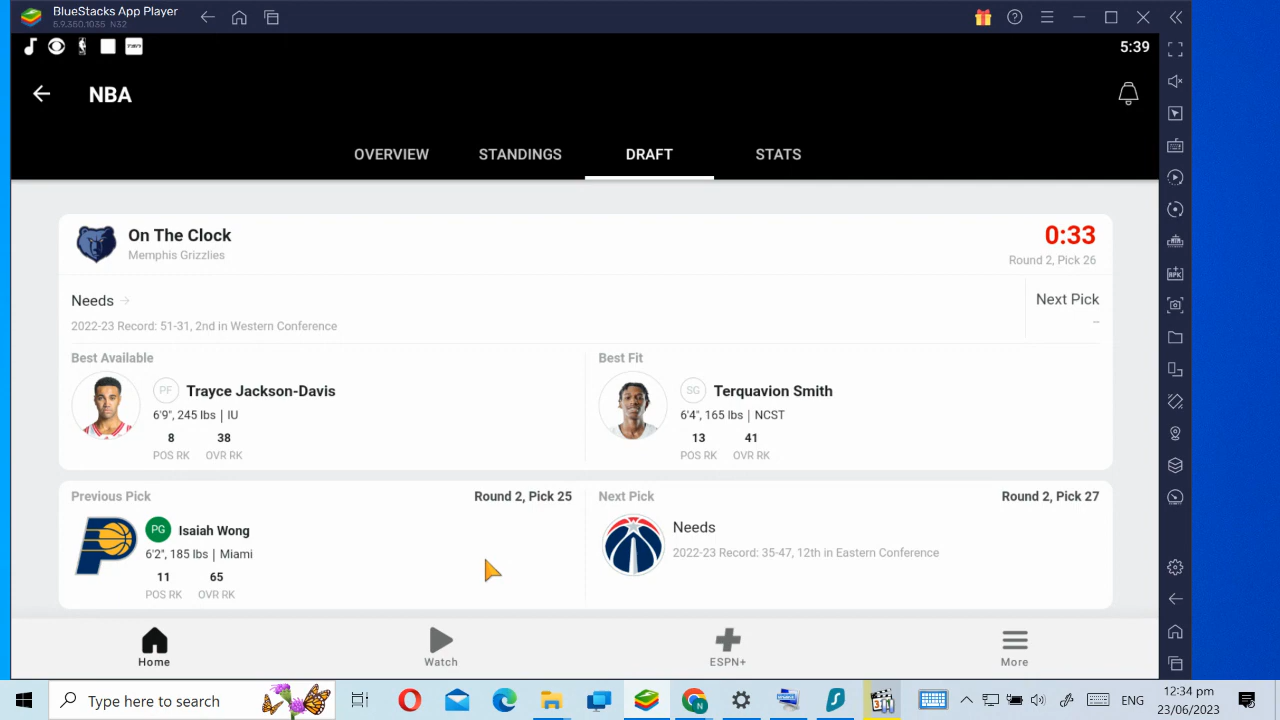 BlueStacks App Player
5.9.350.1035 N32
5:39
NBA
OVERVIEW STANDINGS DRAFT STATS
On The Clock
Memphis Grizzlies
0:33
Round 2, Pick 26
Needs
2022-23 Record: 51-31, 2nd in Western Conference
Next Pick
--
Best Available
PF Trayce Jackson-Davis
6'9", 245 lbs | IU
8 38
POS RK OVR RK
Best Fit
SG Terquavion Smith
6'4", 165 lbs | NCST
13 41
POS RK OVR RK
Previous Pick Round 2, Pick 25
PG Isaiah Wong
6'2", 185 lbs | Miami
11 65
POS RK OVR RK
Next Pick Round 2, Pick 27
Needs
2022-23 Record: 35-47, 12th in Eastern Conference
Home Watch ESPN+ More
Type here to search
ENG
12:34 pm
23/06/2023